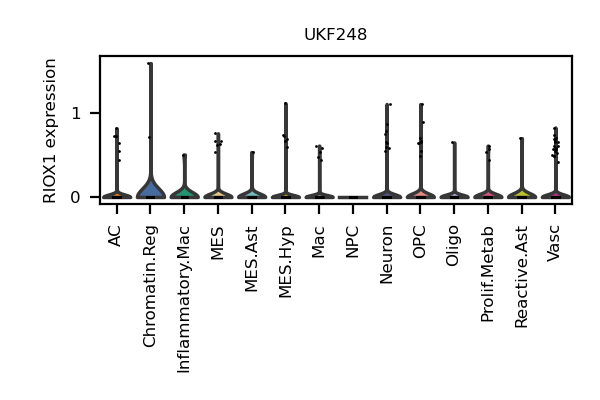 UKF248
RIOX1 expression
1
0
AC
Chromatin.Reg
Inflammatory.Mac
MES
MES.Ast
MES.Hyp
Mac
NPC
Neuron
OPC
Oligo
Prolif.Metab
Reactive.Ast
Vasc